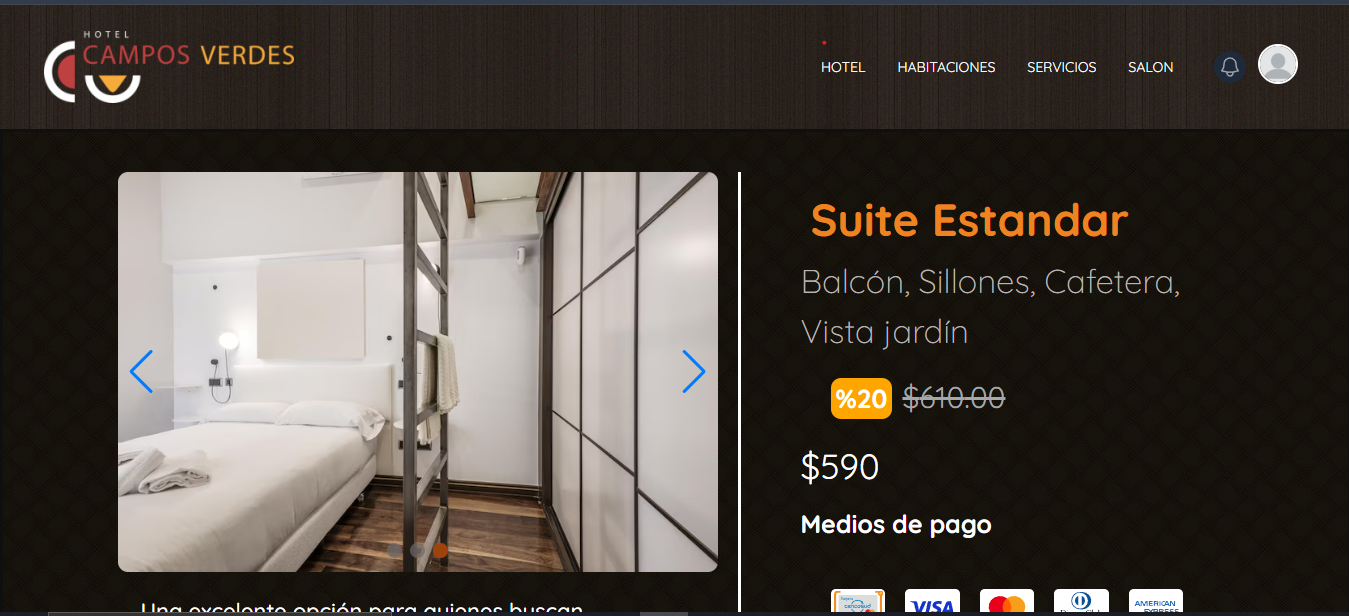 HOTEL
CAMPOS VERDES
HOTEL HABITACIONES SERVICIOS SALON
Suite Estandar
Balcón, Sillones, Cafetera,
Vista jardín
%20 $610.00
$590
Medios de pago
cencosud VISA AMERICAN
EXPRESS
Una excelente opción para quienes buscan